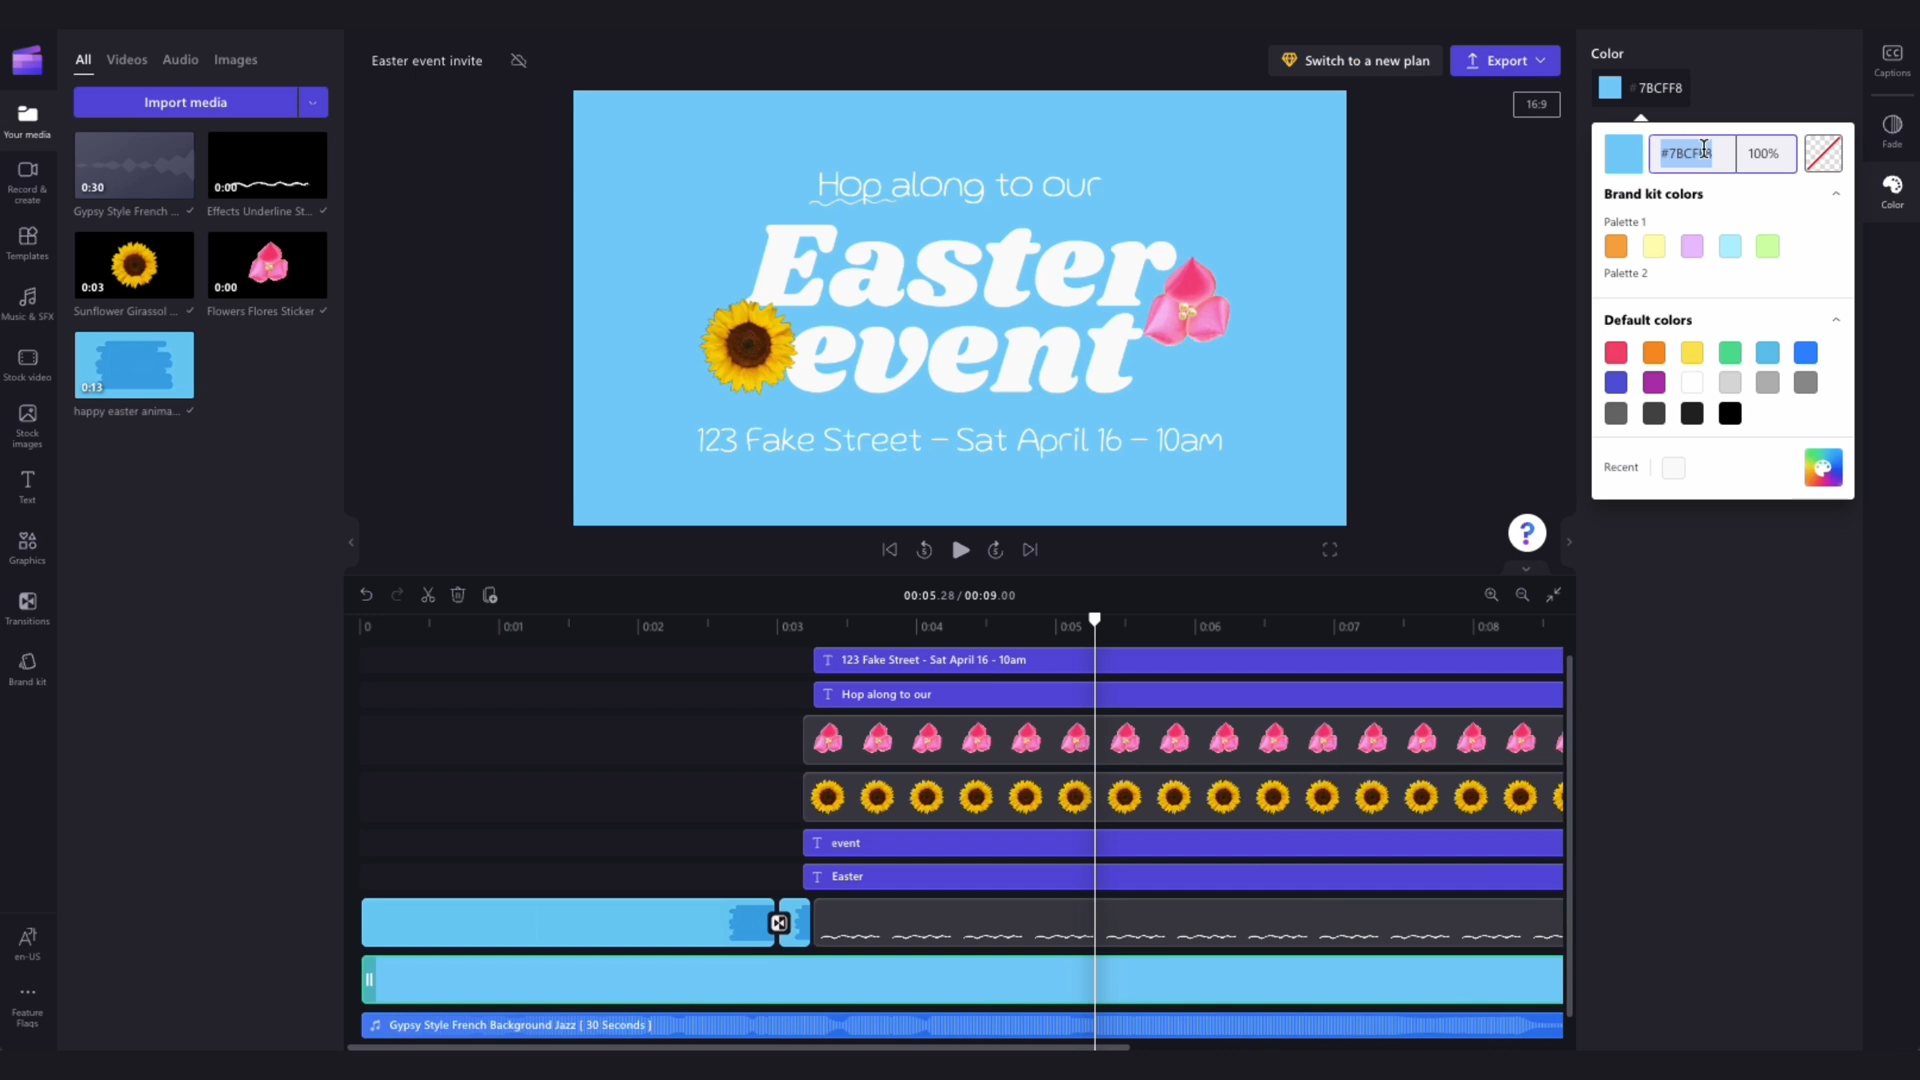 All Videos Audio Images
Import media
Your media
Record & create
Templates
Music & SFX
Stock video
Stock images
Text
Graphics
Transitions
Brand kit
en-US
Feature Flags
0:30
Gypsy Style French ...
0:00
Effects Underline St...
0:03
Sunflower Girassol ...
0:00
Flowers Flores Sticker
0:13
happy easter anima...
Easter event invite
Switch to a new plan
Export
16:9
Hop along to our
Easter
event
123 Fake Street – Sat April 16 – 10am
5
5
?
00:05.28 / 00:09.00
0 0:01 0:02 0:03 0:04 0:05 0:06 0:07 0:08
T 123 Fake Street - Sat April 16 - 10am
T Hop along to our
T event
T Easter
Gypsy Style French Background Jazz [ 30 Seconds ]
Color
# 7BCFF8
#7BCFF8 100%
Brand kit colors
Palette 1
Palette 2
Default colors
Recent
CC
Captions
Fade
Color